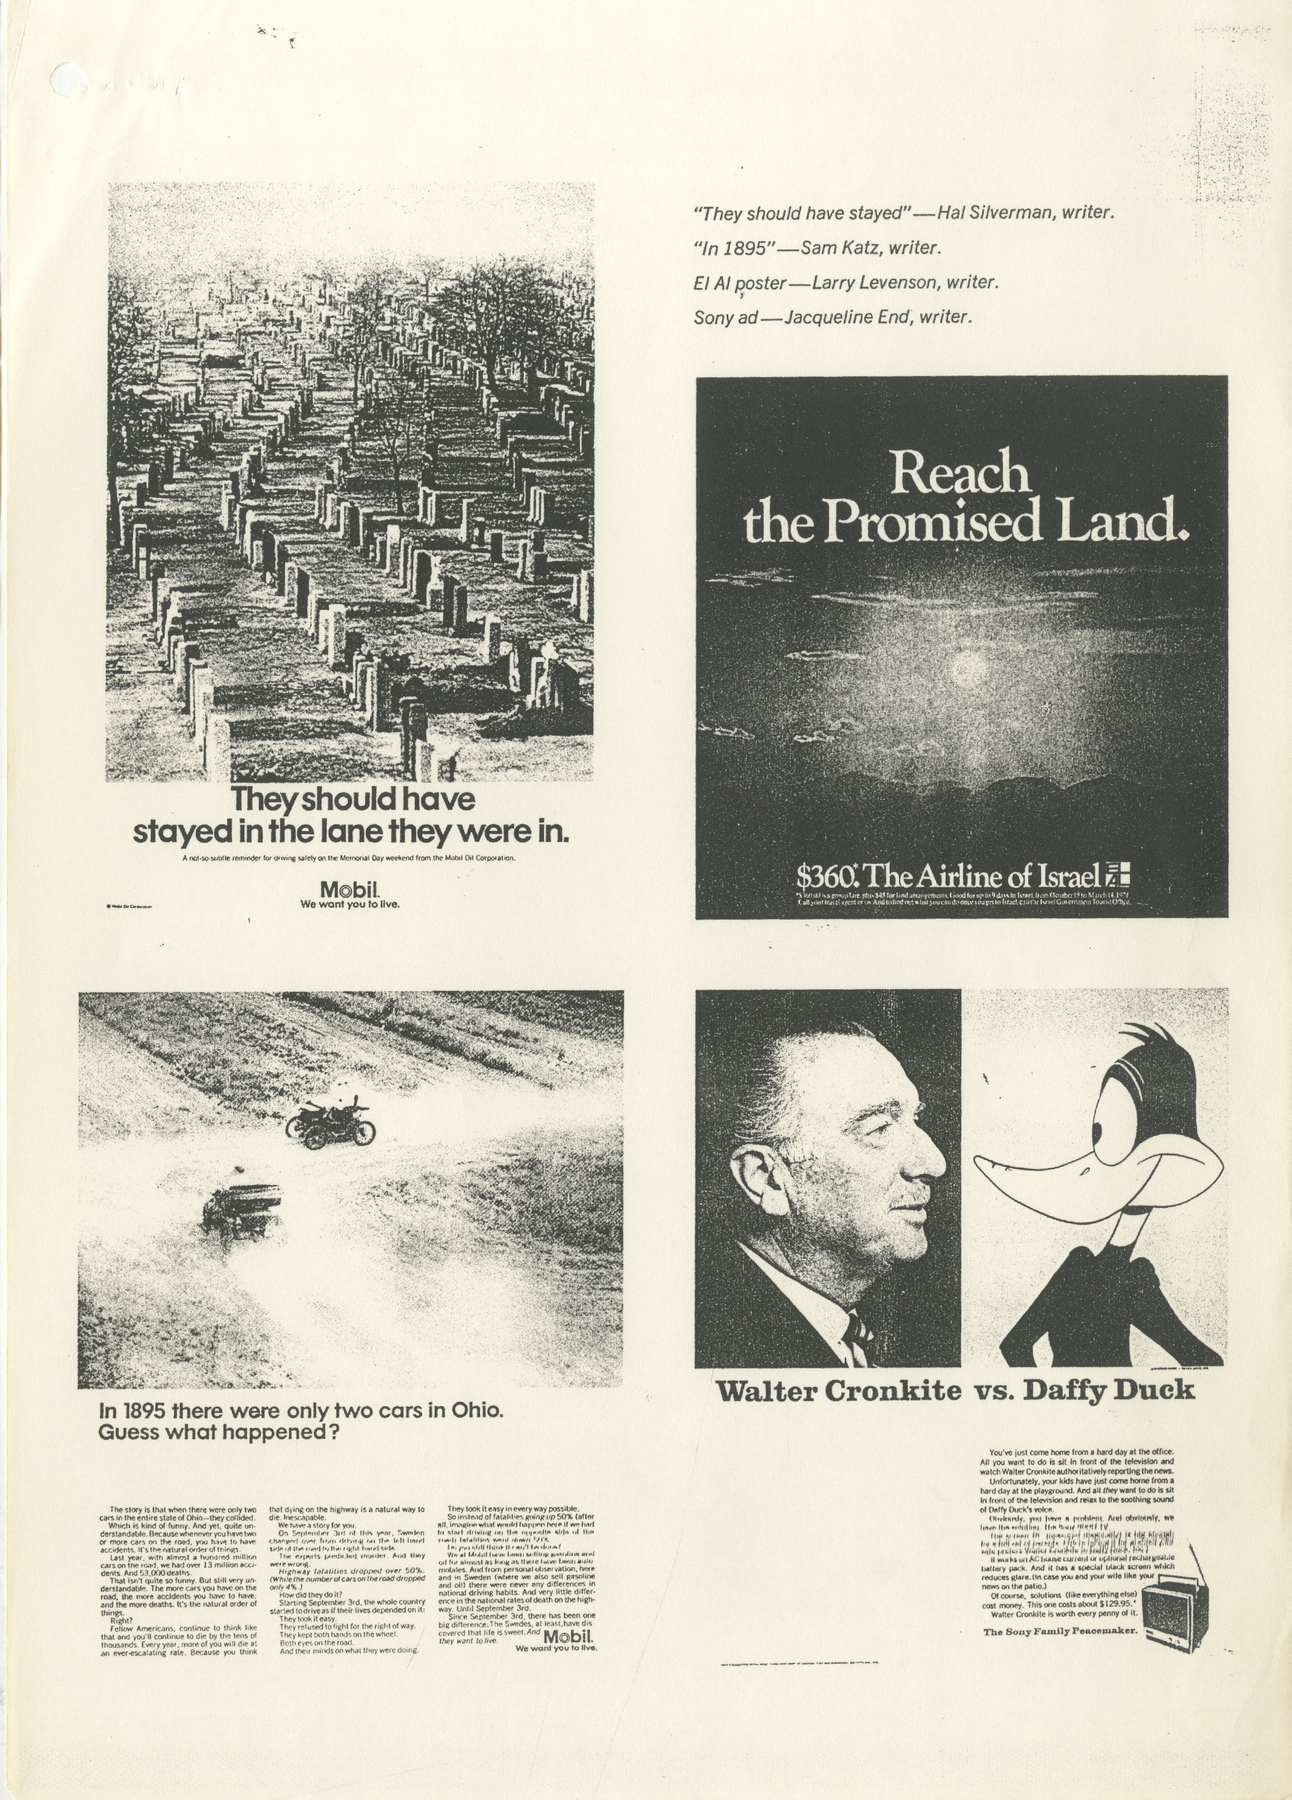 They should have
stayed in the lane they were in.
A not-so-subtle reminder for driving safely on the Memorial Day weekend from the Mobil Oil Corporation.
Mobil
We want you to live.
"They should have stayed"—Hal Silverman, writer.
"In 1895"—Sam Katz, writer.
El Al poster—Larry Levenson, writer.
Sony ad—Jacqueline End, writer.
Reach
the Promised Land.
$360*. The Airline of Israel
In 1895 there were only two cars in Ohio.
Guess what happened?
The story is that when there were only two
cars in the entire state of Ohio—they collided.
Which is kind of funny. And yet, quite un-
derstandable. Because whenever you have two
or more cars on the road, you have to have
accidents. It's the natural order of things.
Last year, with almost a hundred million
cars on the road, we had over 13 million acci-
dents. And 53,000 deaths.
That isn't quite so funny. But still very un-
derstandable. The more cars you have on the
road, the more accidents you have to have;
and the more deaths. It's the natural order of
things.
Right?
Fellow Americans, continue to think like
that and you'll continue to die by the tens of
thousands. Every year, more of you will die at
an ever-escalating rate. Because you think
that dying on the highway is a natural way to
die. Inescapable.
We have a story for you.
On September 3rd of this year, Sweden
changed over from driving on the left hand
side of the road to the right hand side.
The experts predicted murder. And they
were wrong.
Highway fatalities dropped over 50%.
(While the number of cars on the road dropped
only 4%.)
How did they do it?
Starting September 3rd, the whole country
started to drive as if their lives depended on it:
They took it easy.
They refused to fight for the right of way.
They kept both hands on the wheel.
Both eyes on the road.
And their minds on what they were doing.
They took it easy in every way possible.
So instead of fatalities going up 50% (after
all, imagine what would happen here if we had
to start driving on the opposite side of the
road) fatalities went down 50%.
We at Mobil have been selling gasoline and
oil for almost as long as there have been auto-
mobiles. And from personal observation, here
and in Sweden (where we also sell gasoline
and oil) there were never any differences in
national driving habits. And very little differ-
ence in the national rates of death on the high-
way. Until September 3rd.
Since September 3rd, there has been one
big difference: The Swedes, at least, have dis-
covered that life is sweet. And
they want to live.
Mobil
We want you to live.
Walter Cronkite vs. Daffy Duck
You've just come home from a hard day at the office.
All you want to do is sit in front of the television and
watch Walter Cronkite authoritatively reporting the news.
Unfortunately, your kids have just come home from a
hard day at the playground. And all they want to do is sit
in front of the television and relax to the soothing sound
of Daffy Duck's voice.
Obviously, you have a problem. And obviously, we
have the solution. The Sony
It works on AC house current or optional rechargeable
battery pack. And it has a special black screen which
reduces glare. (In case you and your wife like your
news on the patio.)
Of course, solutions (like everything else)
cost money. This one costs about $129.95.*
Walter Cronkite is worth every penny of it.
The Sony Family Peacemaker.